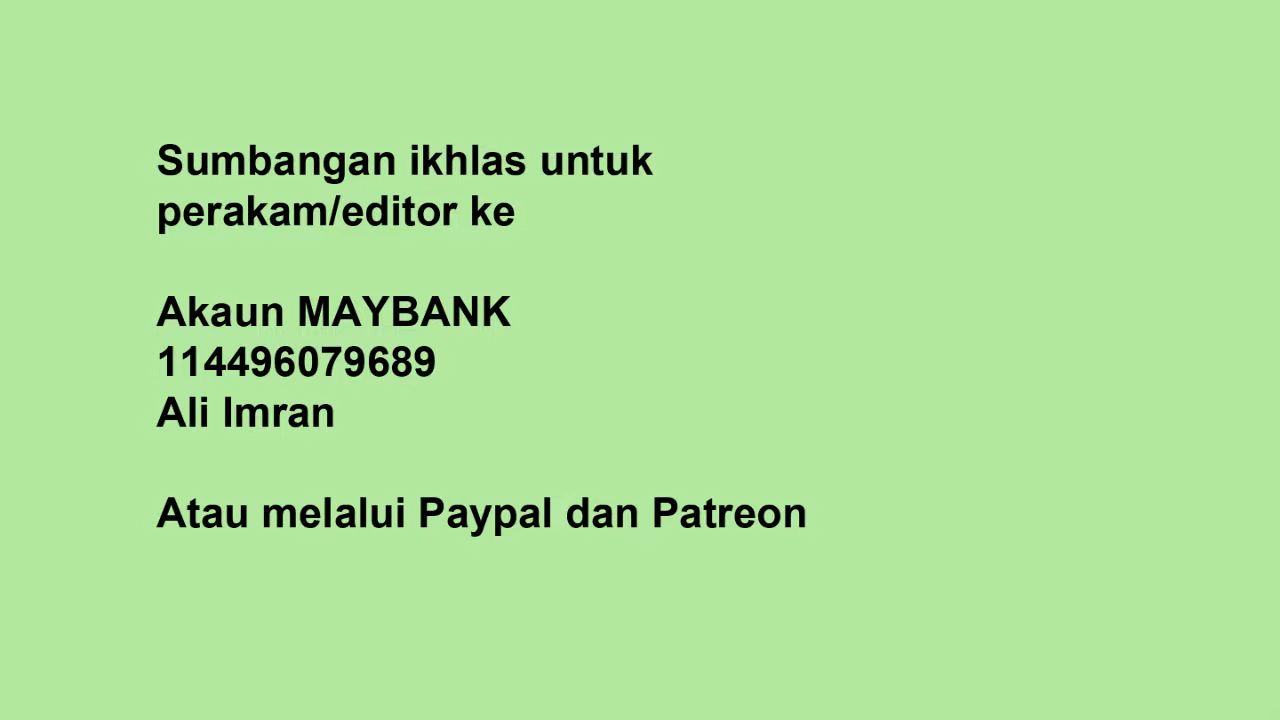 Sumbangan ikhlas untuk
perakam/editor ke
Akaun MAYBANK
114496079689
Ali Imran
Atau melalui Paypal dan Patreon